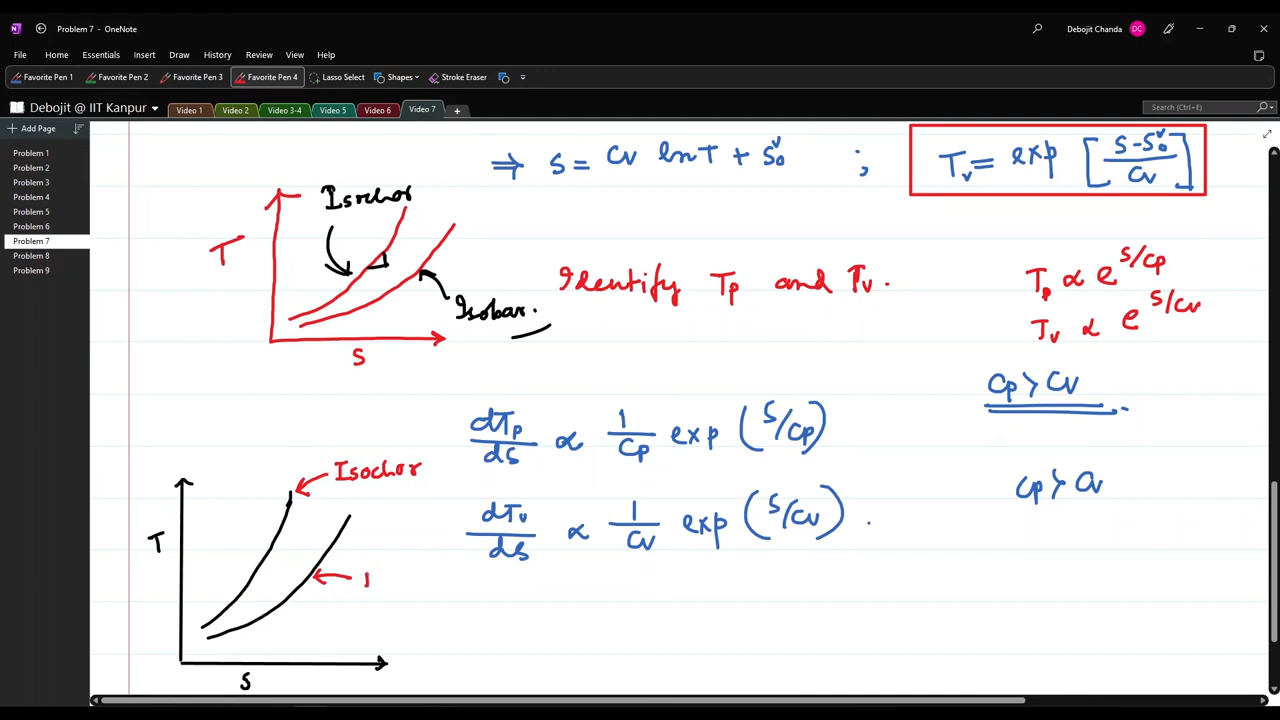 Problem 7 - OneNote
Debojit Chanda
DC
File Home Essentials Insert Draw History Review View Help
Favorite Pen 1 Favorite Pen 2 Favorite Pen 3 Favorite Pen 4 Lasso Select Shapes Stroke Eraser
Debojit @ IIT Kanpur
Video 1 Video 2 Video 3-4 Video 5 Video 6 Video 7
Search (Ctrl+E)
Add Page
Problem 1
Problem 2
Problem 3
Problem 4
Problem 5
Problem 6
Problem 7
Problem 8
Problem 9
⇒ S = Cv ln T + S₀ᵛ ; Tv = exp [ (S - S₀ᵛ) / Cv ]
Isochor
T
Isobar.
S
Identify Tp and Tv.
Tp ∝ e^(S/Cp)
Tv ∝ e^(S/Cv)
Cp > Cv
dTp/dS ∝ 1/Cp exp (S/Cp)
Cp > Cv
dTv/dS ∝ 1/Cv exp (S/Cv)
Isochor
T
I
S